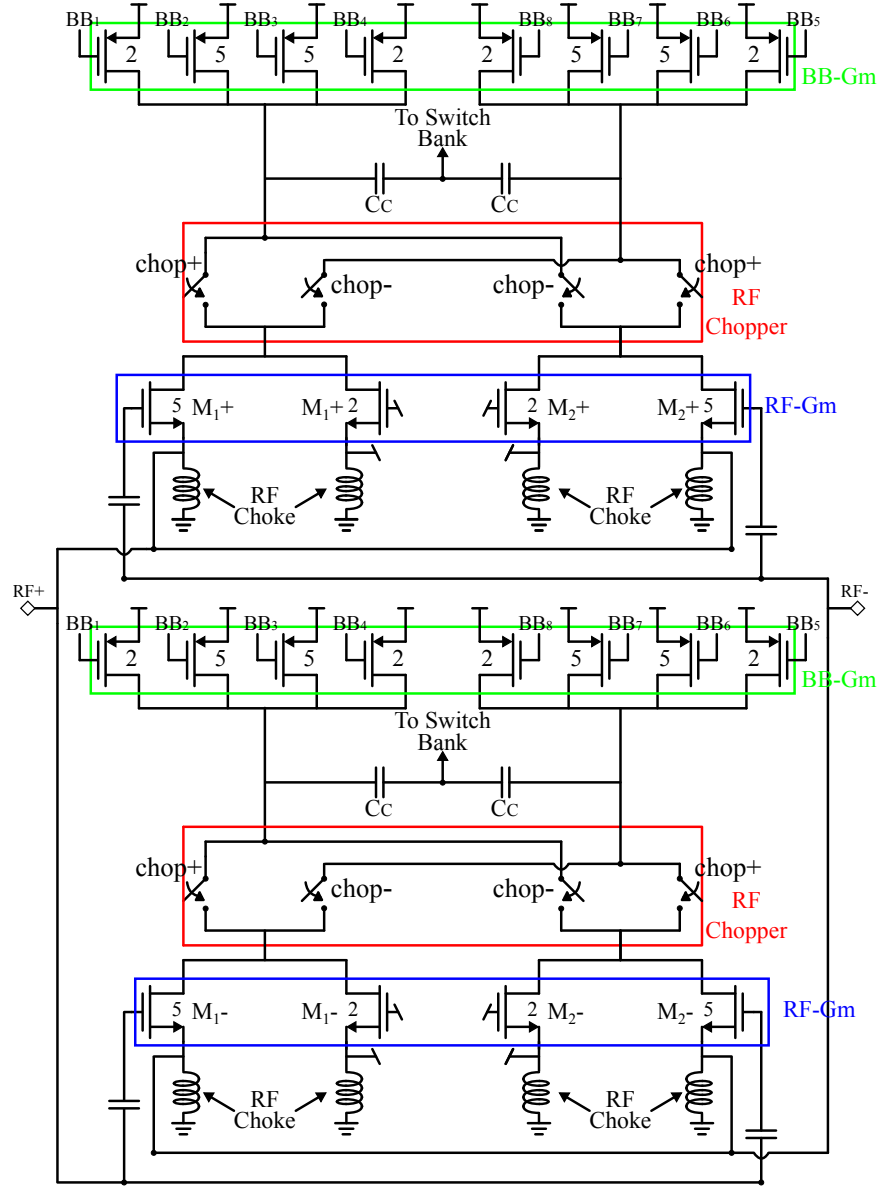 BB1 BB2 BB3 BB4 BB8 BB7 BB6 BB5
2 5 5 2 2 5 5 2
BB-Gm
To Switch
Bank
CC CC
chop+ chop- chop- chop+
RF
Chopper
5 M1+ M1+ 2 2 M2+ M2+ 5
RF-Gm
RF
Choke
RF
Choke
RF+ RF-
BB1 BB2 BB3 BB4 BB8 BB7 BB6 BB5
2 5 5 2 2 5 5 2
BB-Gm
To Switch
Bank
CC CC
chop+ chop- chop- chop+
RF
Chopper
5 M1- M1- 2 2 M2- M2- 5
RF-Gm
RF
Choke
RF
Choke